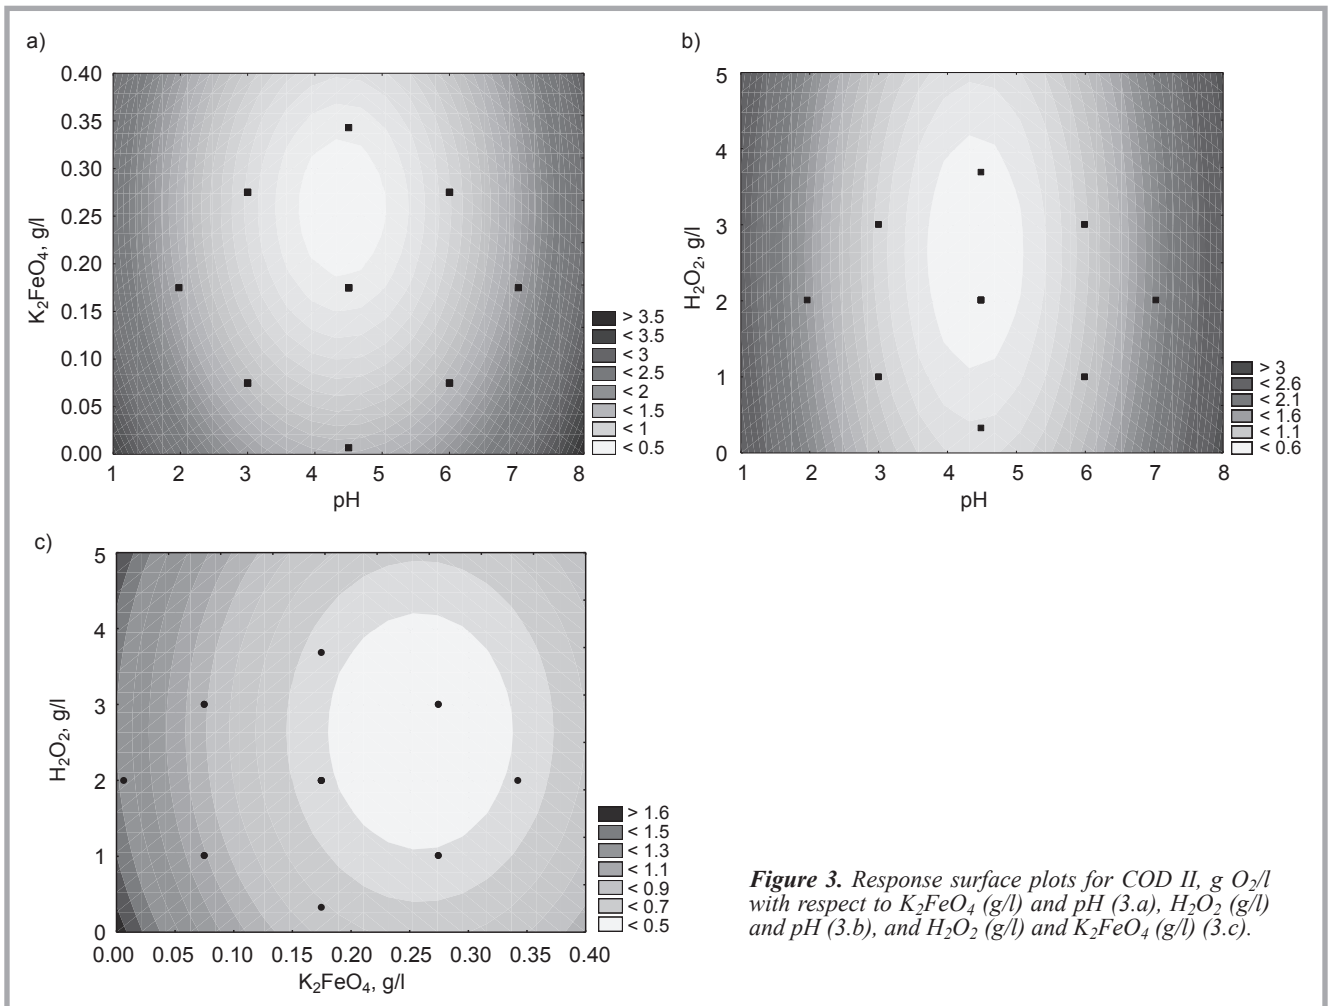 a)
0.40
0.35
0.30
0.25
0.20
0.15
0.10
0.05
0.00
K₂FeO₄, g/l
1 2 3 4 5 6 7 8
pH
> 3.5
< 3.5
< 3
< 2.5
< 2
< 1.5
< 1
< 0.5
b)
5
4
3
2
1
0
H₂O₂, g/l
1 2 3 4 5 6 7 8
pH
> 3
< 2.6
< 2.1
< 1.6
< 1.1
< 0.6
c)
5
4
3
2
1
0
H₂O₂, g/l
0.00 0.05 0.10 0.15 0.20 0.25 0.30 0.35 0.40
K₂FeO₄, g/l
> 1.6
< 1.5
< 1.3
< 1.1
< 0.9
< 0.7
< 0.5
Figure 3. Response surface plots for COD II, g O₂/l
with respect to K₂FeO₄ (g/l) and pH (3.a), H₂O₂ (g/l)
and pH (3.b), and H₂O₂ (g/l) and K₂FeO₄ (g/l) (3.c).